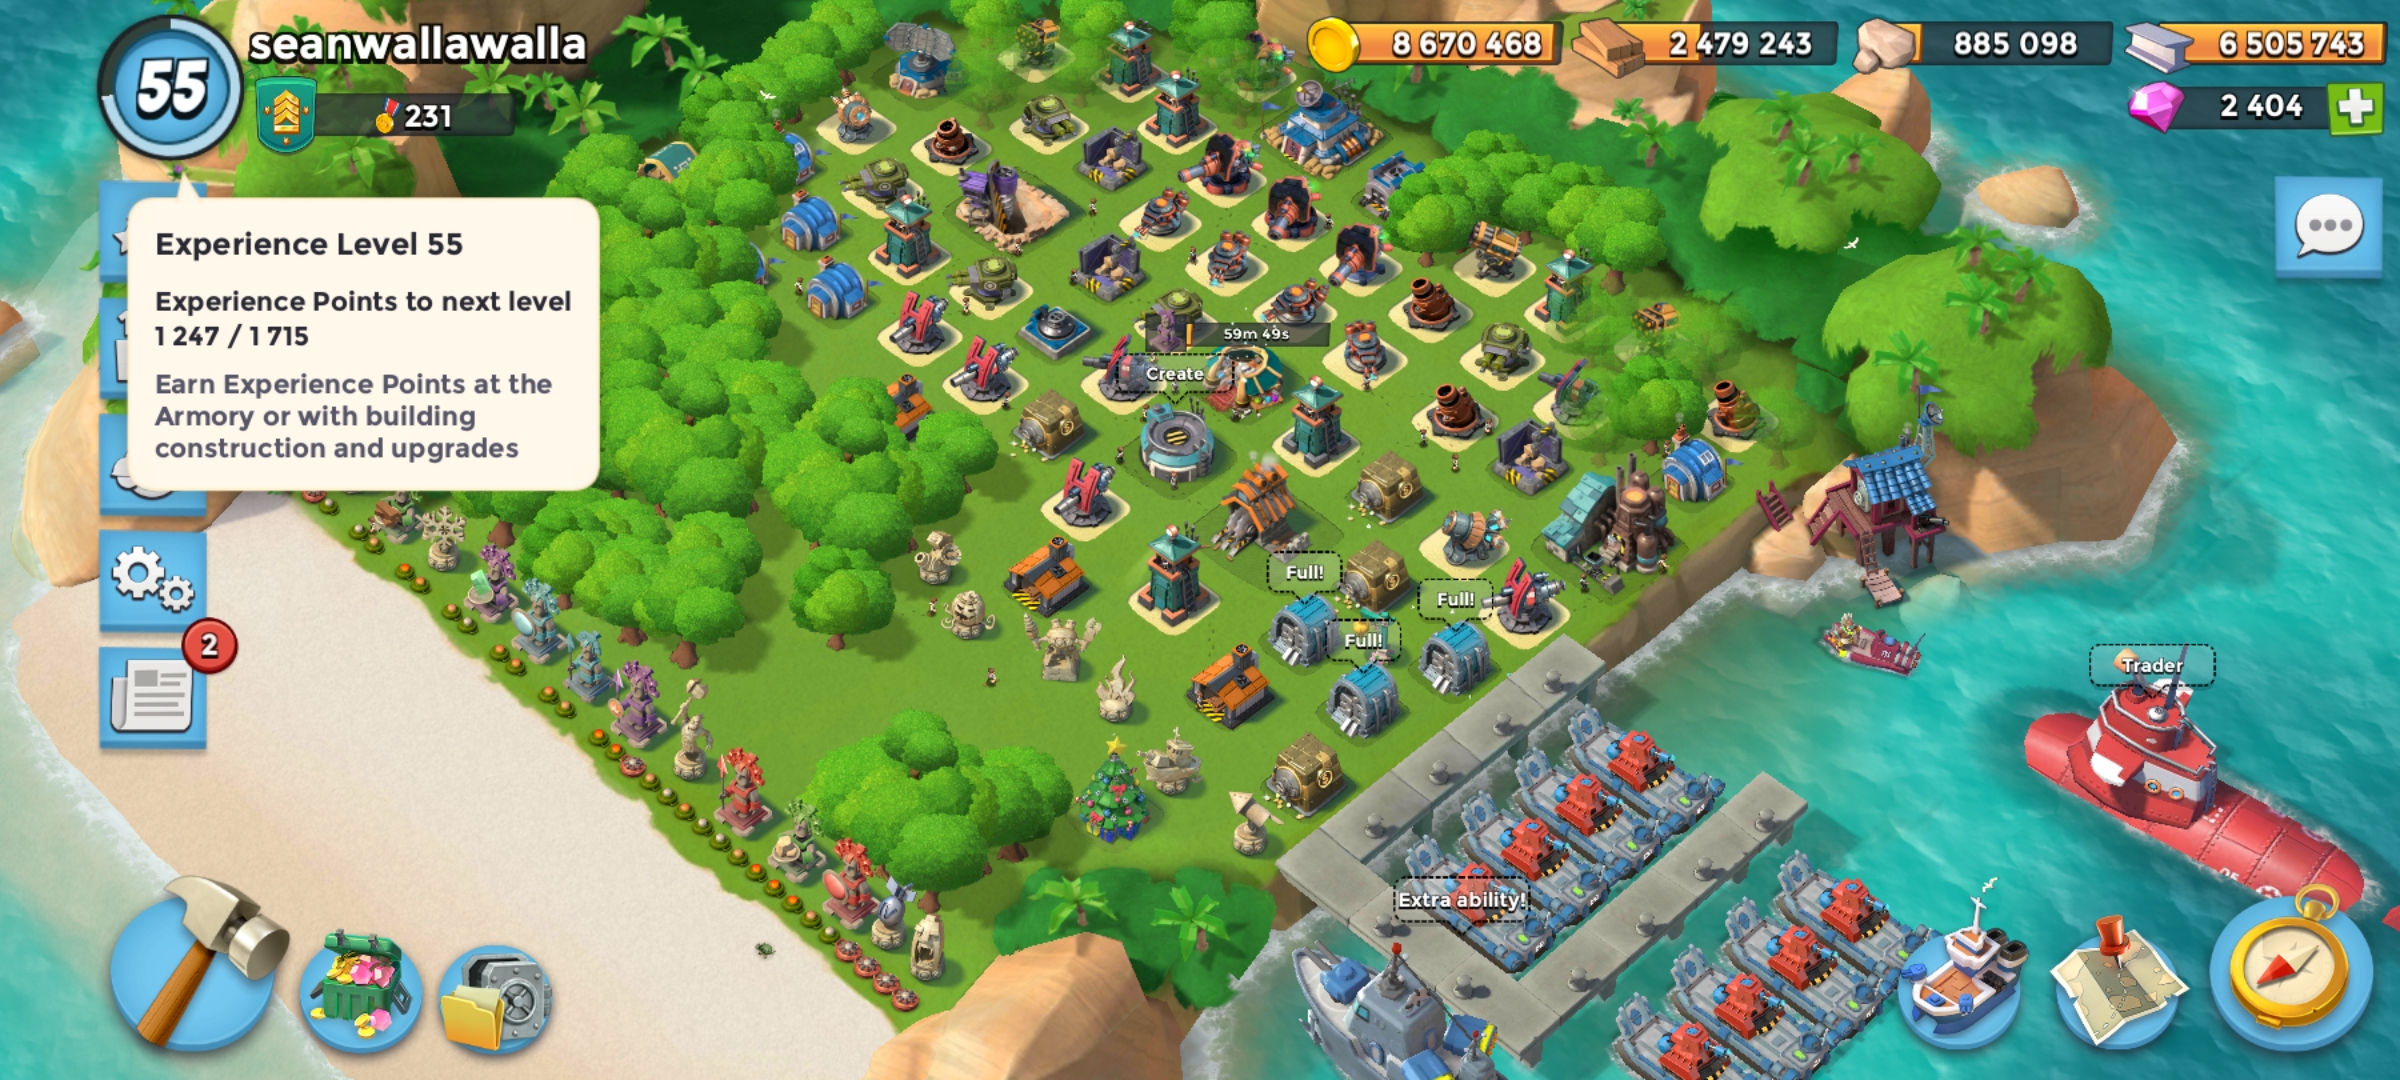 55
seanwallawalla
231
8 670 468
2 479 243
885 098
6 505 743
2 404
Experience Level 55
Experience Points to next level
1 247 / 1 715
Earn Experience Points at the
Armory or with building
construction and upgrades
59m 49s
Create
Full!
Full!
Full!
2
Trader
Extra ability!